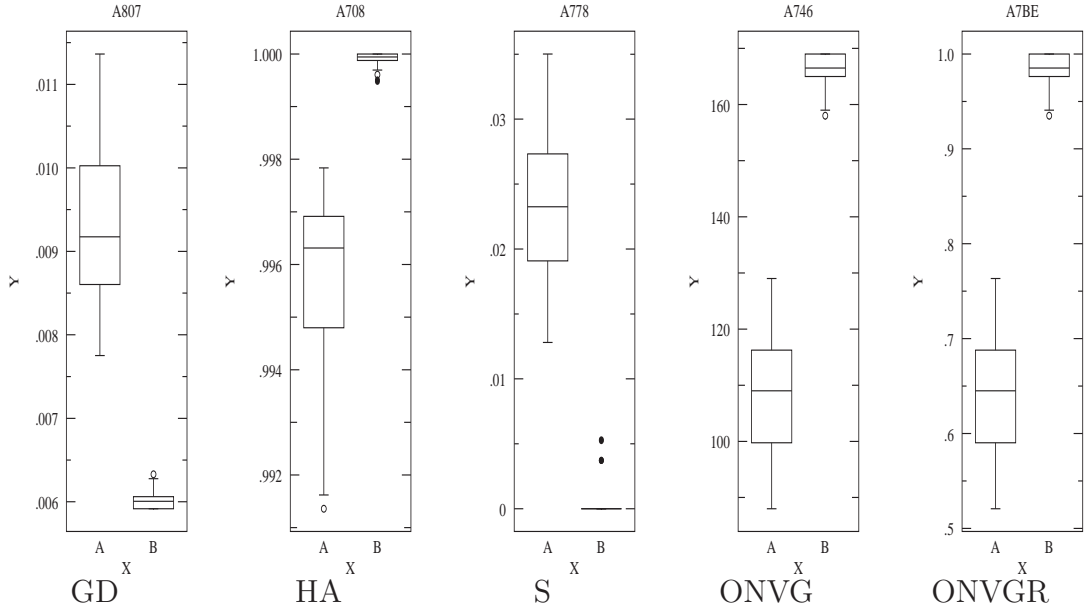 A807 A708 A778 A746 A7BE
.011
.010
.009
.008
.007
.006
Y
A B
X
GD
1.000
.998
.996
.994
.992
Y
A B
X
HA
.03
.02
.01
0
Y
A B
X
S
160
140
120
100
Y
A B
X
ONVG
1.0
.9
.8
.7
.6
.5
Y
A B
X
ONVGR